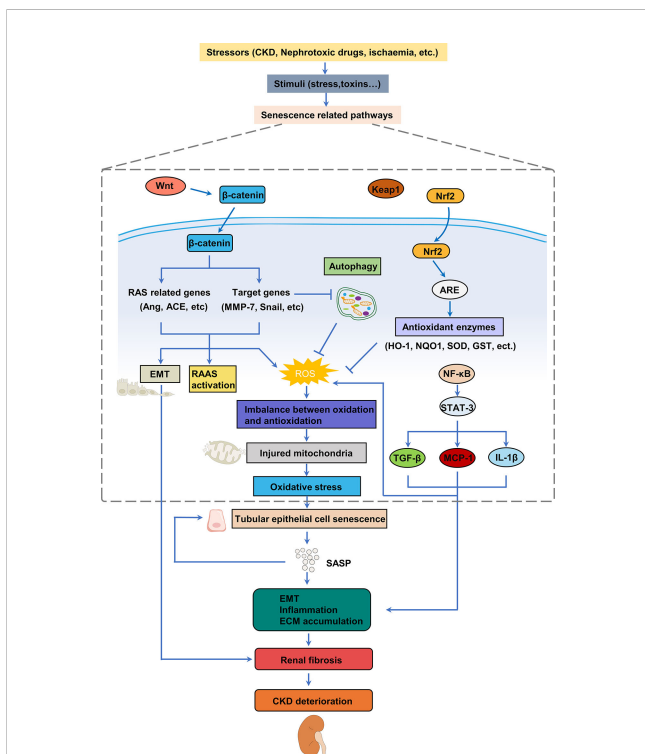 Stressors (CKD, Nephrotoxic drugs, ischaemia, etc.)
Stimuli (stress,toxins...)
Senescence related pathways
Wnt
β-catenin
Keap1
Nrf2
β-catenin
Nrf2
Autophagy
ARE
RAS related genes
(Ang, ACE, etc)
Target genes
(MMP-7, Snail, etc)
Antioxidant enzymes
(HO-1, NQO1, SOD, GST, ect.)
EMT
RAAS
activation
ROS
NF-κB
STAT-3
Imbalance between oxidation
and antioxidation
Injured mitochondria
TGF-β
MCP-1
IL-1β
Oxidative stress
Tubular epithelial cell senescence
SASP
EMT
Inflammation
ECM accumulation
Renal fibrosis
CKD deterioration